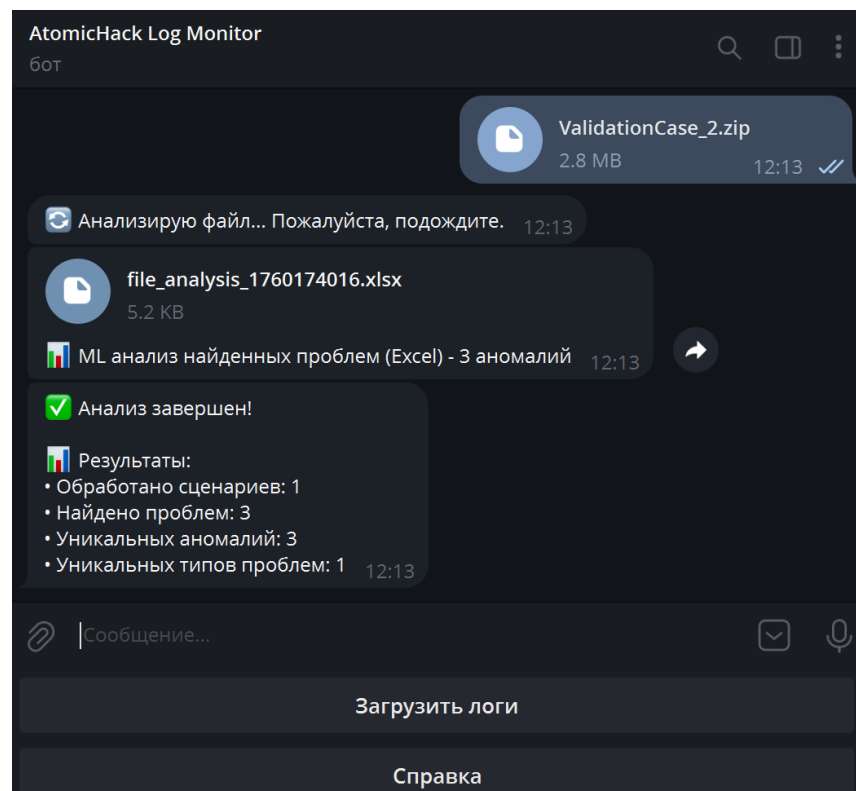 AtomicHack Log Monitor
бот
ValidationCase_2.zip
2.8 MB
12:13
Анализирую файл... Пожалуйста, подождите. 12:13
file_analysis_1760174016.xlsx
5.2 KB
ML анализ найденных проблем (Excel) - 3 аномалий 12:13
Анализ завершен!
Результаты:
• Обработано сценариев: 1
• Найдено проблем: 3
• Уникальных аномалий: 3
• Уникальных типов проблем: 1 12:13
Сообщение...
Загрузить логи
Справка